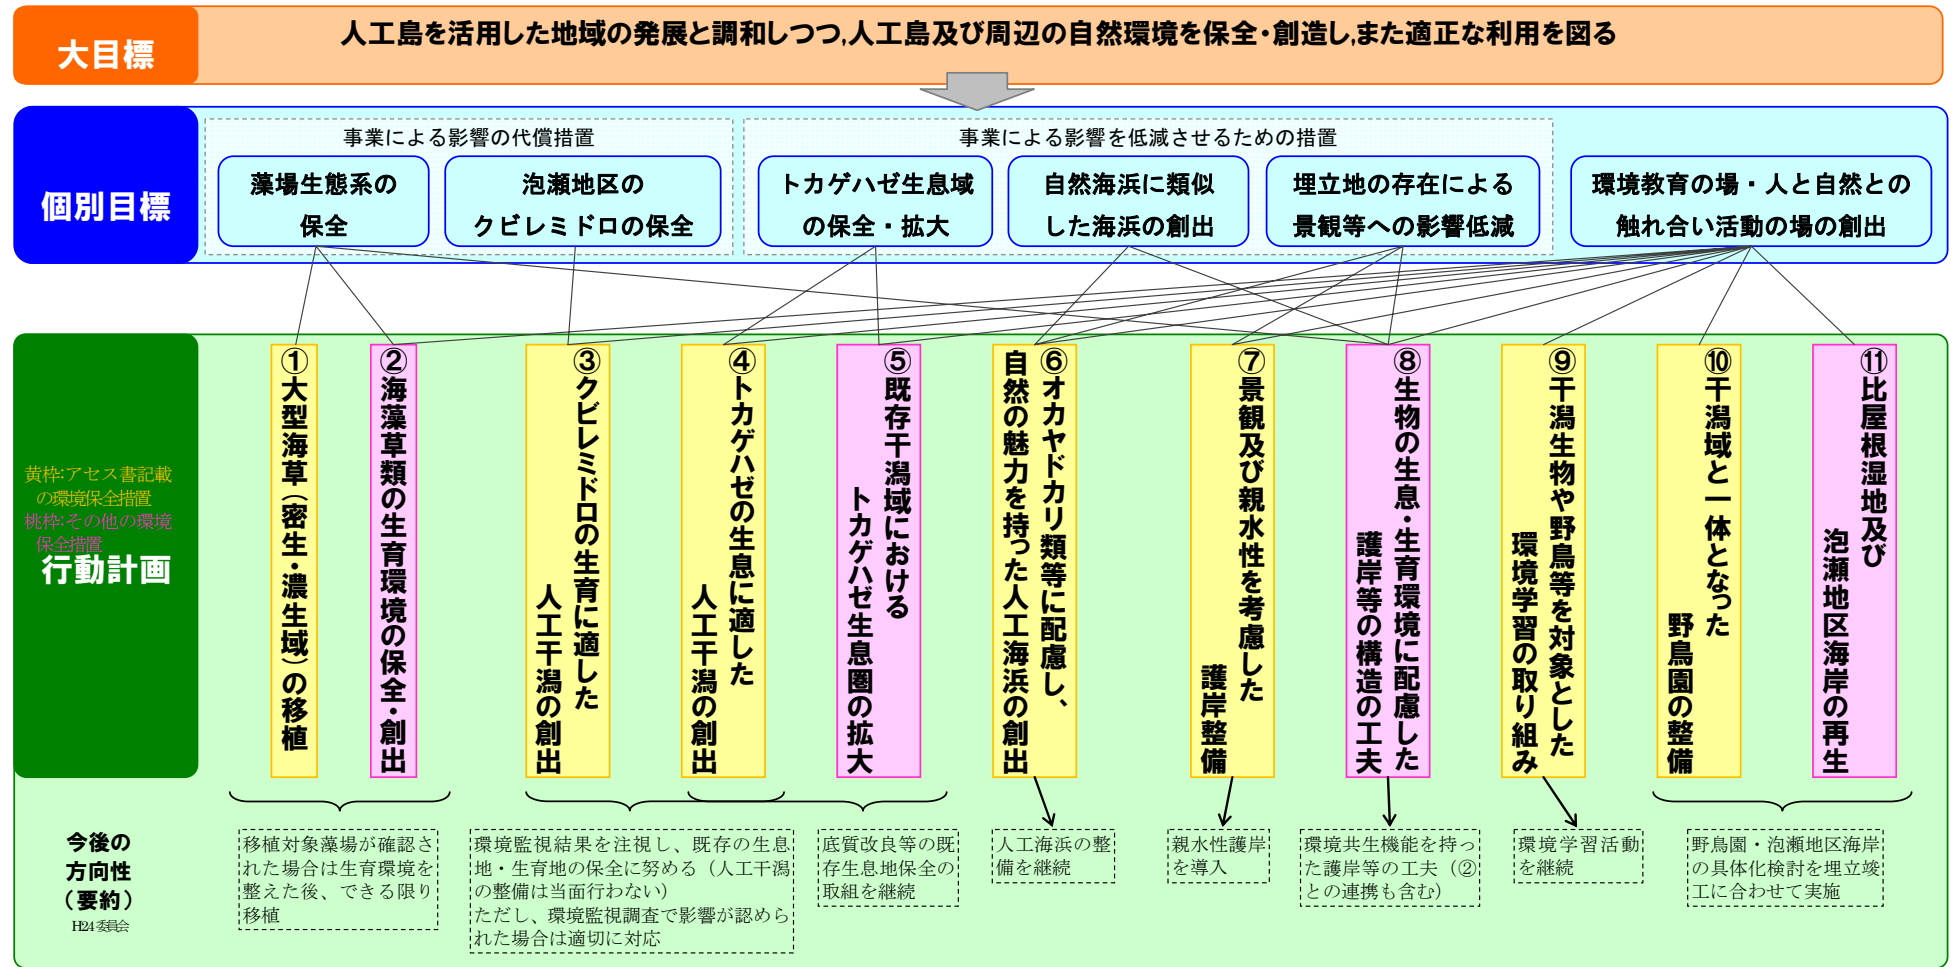 大目標
人工島を活用した地域の発展と調和しつつ,人工島及び周辺の自然環境を保全・創造し,また適正な利用を図る
個別目標
事業による影響の代償措置
藻場生態系の
保全
泡瀬地区の
クビレミドロの保全
事業による影響を低減させるための措置
トカゲハゼ生息域
の保全・拡大
自然海浜に類似
した海浜の創出
埋立地の存在による
景観等への影響低減
環境教育の場・人と自然との
触れ合い活動の場の創出
黄枠:アセス書記載
の環境保全措置
桃枠:その他の環境
保全措置
行動計画
①大型海草（密生・濃生域）の移植
②海藻草類の生育環境の保全・創出
③クビレミドロの生育に適した
人工干潟の創出
④トカゲハゼの生息に適した
人工干潟の創出
⑤既存干潟域における
トカゲハゼ生息圏の拡大
⑥オカヤドカリ類等に配慮し、
自然の魅力を持った人工海浜の創出
⑦景観及び親水性を考慮した
護岸整備
⑧生物の生息・生育環境に配慮した
護岸等の構造の工夫
⑨干潟生物や野鳥等を対象とした
環境学習の取り組み
⑩干潟域と一体となった
野鳥園の整備
⑪比屋根湿地及び
泡瀬地区海岸の再生
今後の
方向性
（要約）
H24委員会
移植対象藻場が確認さ
れた場合は生育環境を
整えた後、できる限り
移植
環境監視結果を注視し、既存の生息
地・生育地の保全に努める（人工干潟
の整備は当面行わない）
ただし、環境監視調査で影響が認めら
れた場合は適切に対応
底質改良等の既
存生息地保全の
取組を継続
人工海浜の整
備を継続
親水性護岸
を導入
環境共生機能を持っ
た護岸等の工夫（②
との連携も含む）
環境学習活動
を継続
野鳥園・泡瀬地区海岸
の具体化検討を埋立竣
工に合わせて実施